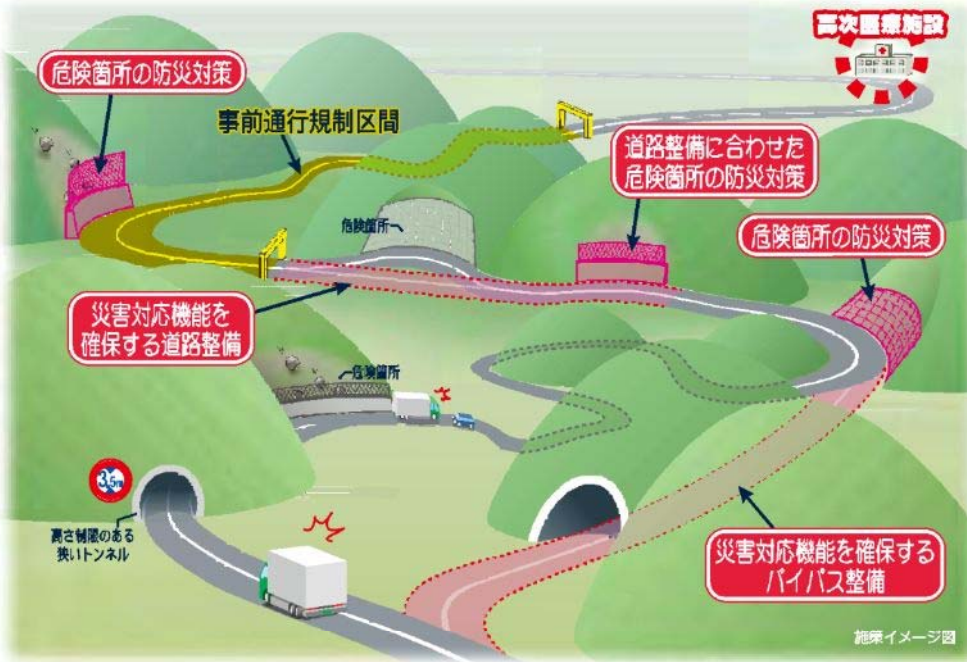 高次医療施設
危険箇所の防災対策
事前通行規制区間
道路整備に合わせた
危険箇所の防災対策
危険箇所
危険箇所の防災対策
災害対応機能を
確保する道路整備
危険箇所
3.5m
高さ制限のある
狭いトンネル
災害対応機能を確保する
バイパス整備
施策イメージ図